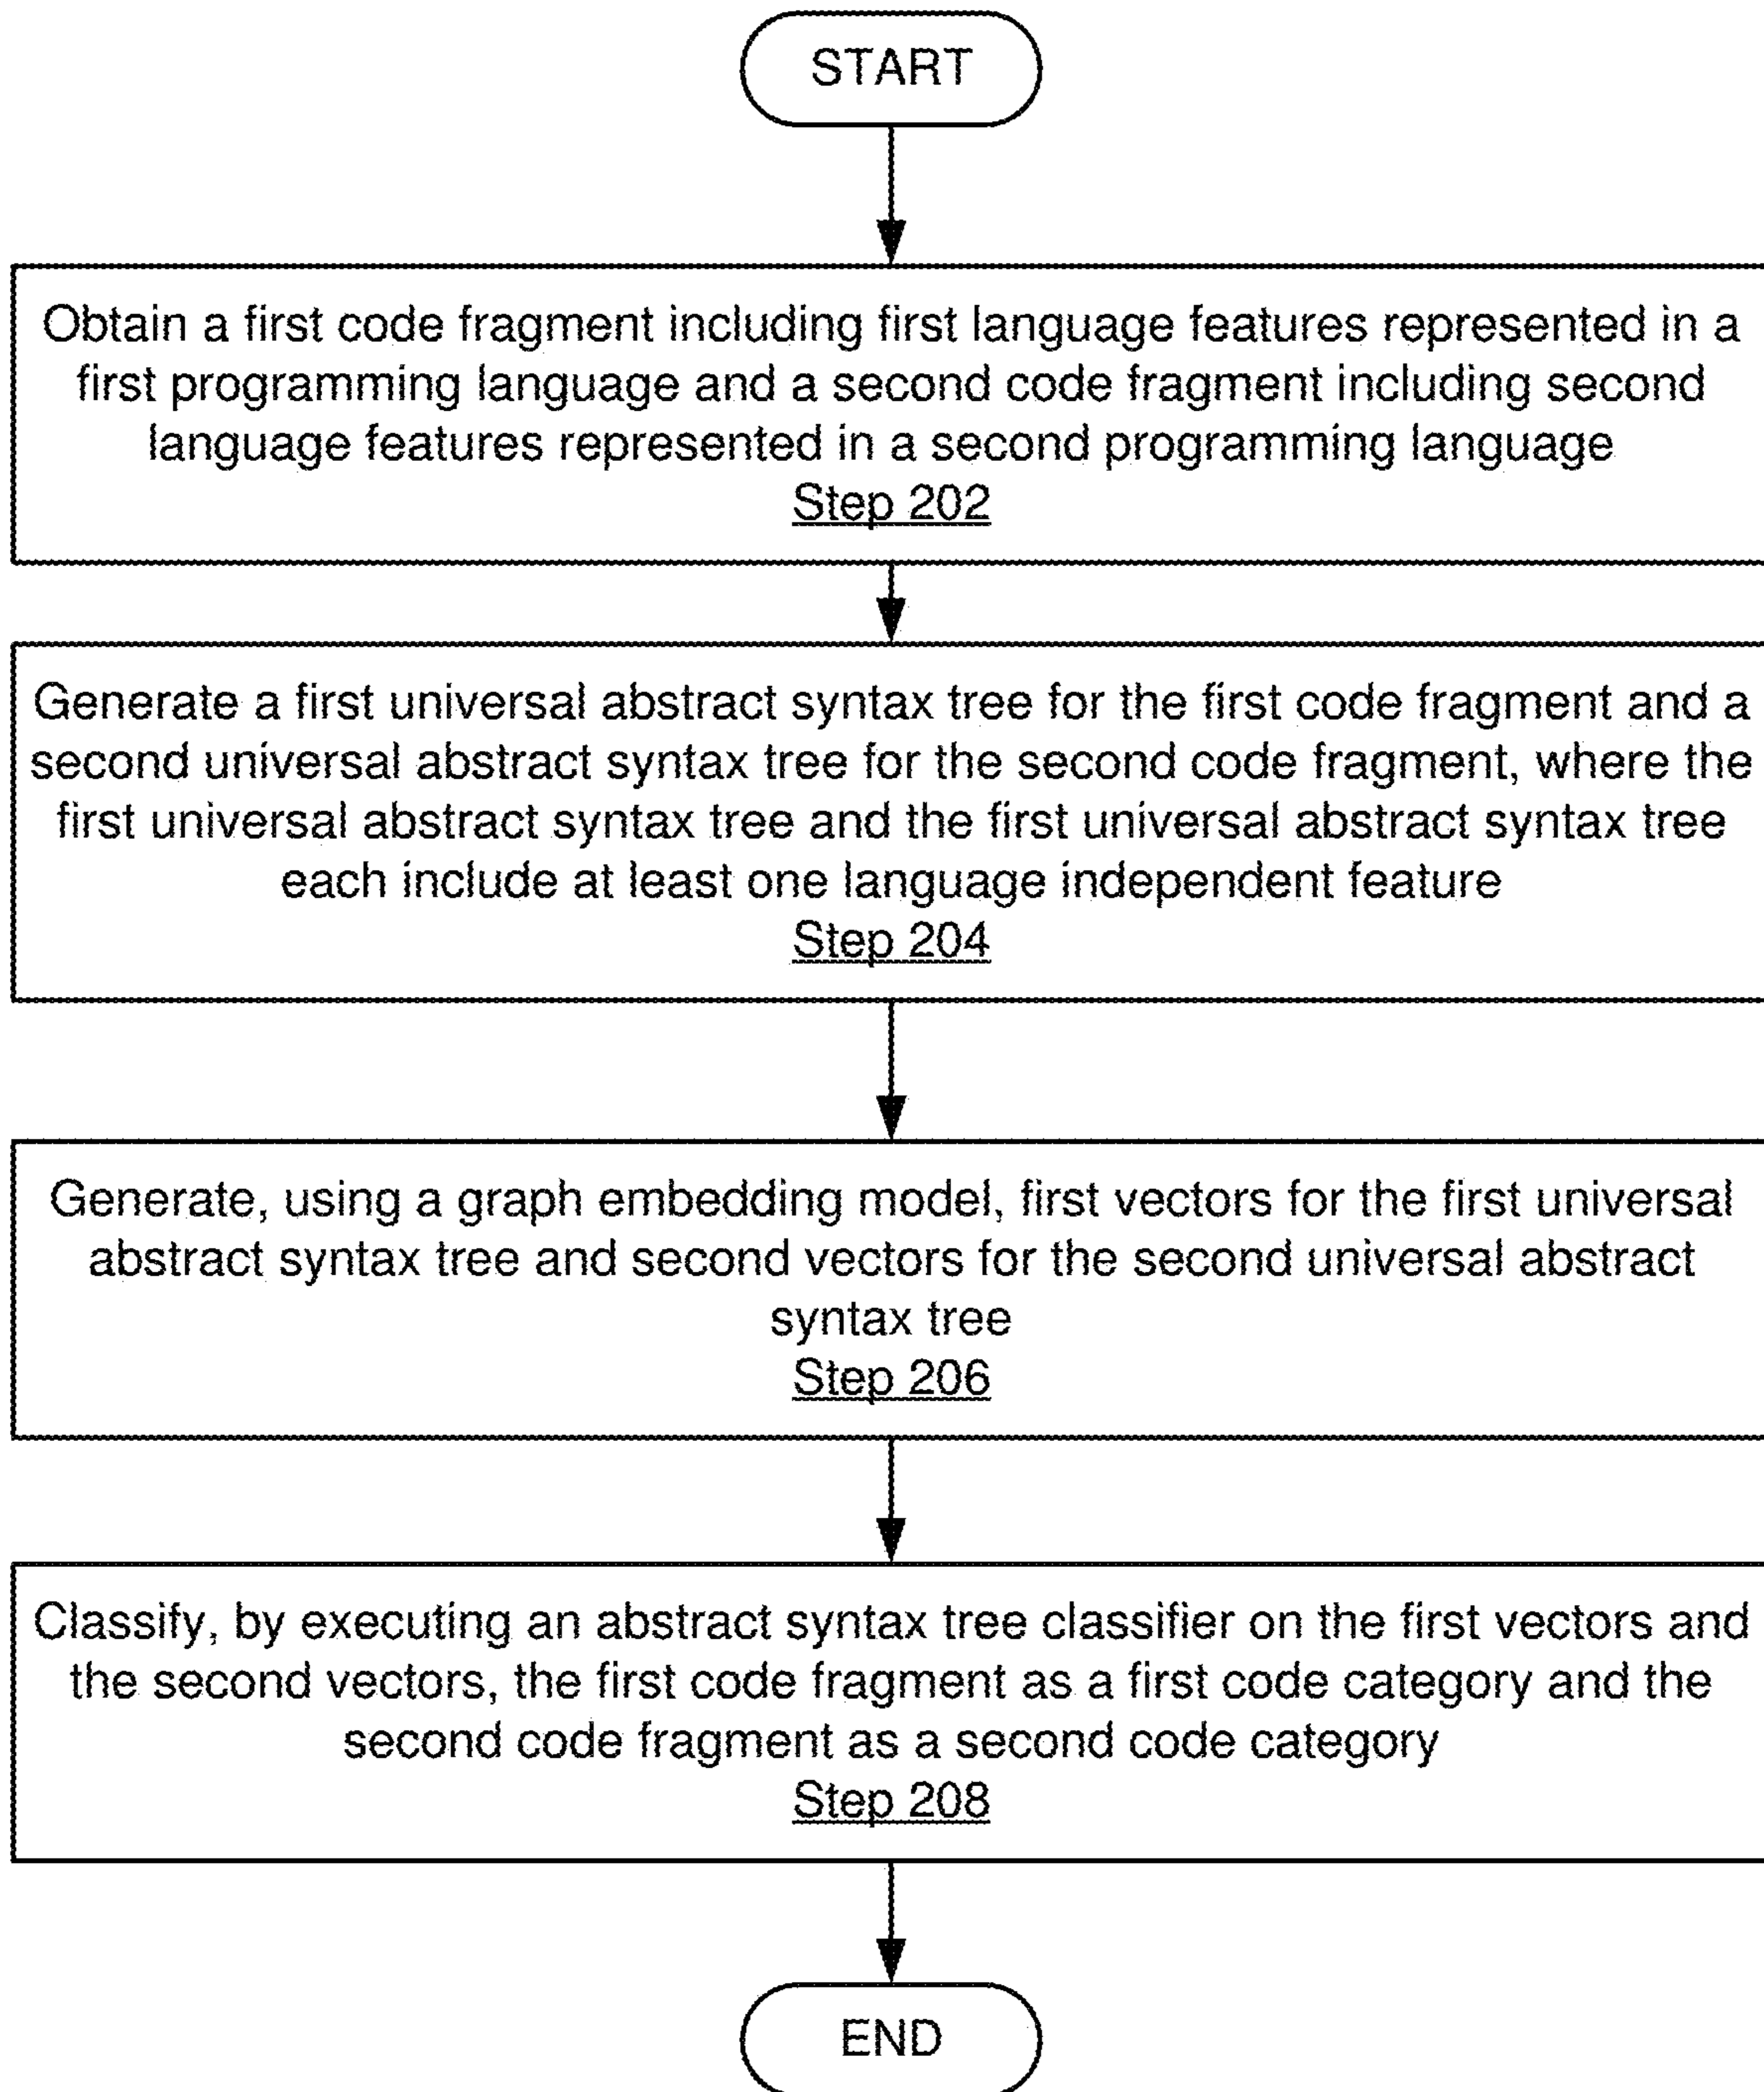 START
Obtain a first code fragment including first language features represented in a
first programming language and a second code fragment including second
language features represented in a second programming language
Step 202
Generate a first universal abstract syntax tree for the first code fragment and a
second universal abstract syntax tree for the second code fragment, where the
first universal abstract syntax tree and the first universal abstract syntax tree
each include at least one language independent feature
Step 204
Generate, using a graph embedding model, first vectors for the first universal
abstract syntax tree and second vectors for the second universal abstract
syntax tree
Step 206
Classify, by executing an abstract syntax tree classifier on the first vectors and
the second vectors, the first code fragment as a first code category and the
second code fragment as a second code category
Step 208
END